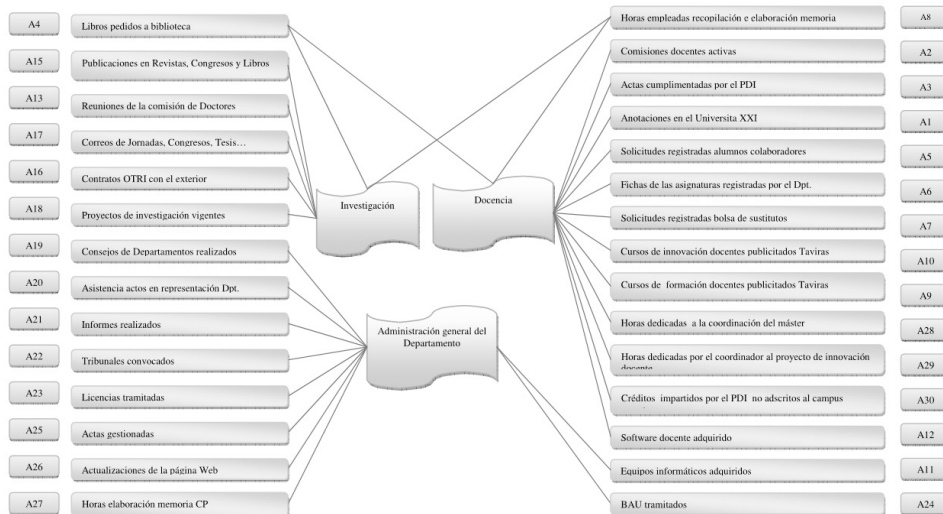 A4 Libros pedidos a biblioteca
A15 Publicaciones en Revistas, Congresos y Libros
A13 Reuniones de la comisión de Doctores
A17 Correos de Jornadas, Congresos, Tesis…
A16 Contratos OTRI con el exterior
A18 Proyectos de investigación vigentes
A19 Consejos de Departamentos realizados
A20 Asistencia actos en representación Dpt.
A21 Informes realizados
A22 Tribunales convocados
A23 Licencias tramitadas
A25 Actas gestionadas
A26 Actualizaciones de la página Web
A27 Horas elaboración memoria CP
Investigación
Docencia
Administración general del
Departamento
Horas empleadas recopilación e elaboración memoria A8
Comisiones docentes activas A2
Actas cumplimentadas por el PDI A3
Anotaciones en el Universita XXI A1
Solicitudes registradas alumnos colaboradores A5
Fichas de las asignaturas registradas por el Dpt. A6
Solicitudes registradas bolsa de sustitutos A7
Cursos de innovación docentes publicitados Taviras A10
Cursos de formación docentes publicitados Taviras A9
Horas dedicadas a la coordinación del máster A28
Horas dedicadas por el coordinador al proyecto de innovación
docente A29
Créditos impartidos por el PDI no adscritos al campus A30
Software docente adquirido A12
Equipos informáticos adquiridos A11
BAU tramitados A24